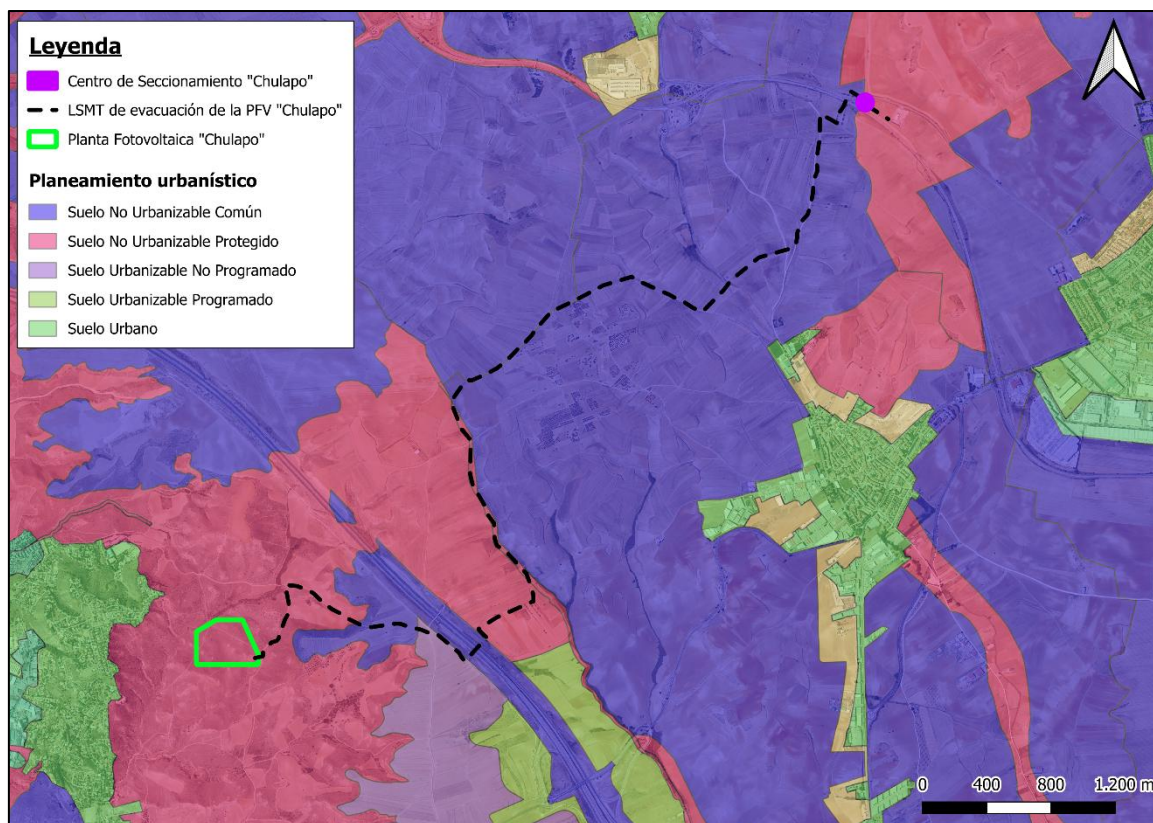 Leyenda
Centro de Seccionamiento "Chulapo"
LSMT de evacuación de la PFV "Chulapo"
Planta Fotovoltaica "Chulapo"
Planeamiento urbanístico
Suelo No Urbanizable Común
Suelo No Urbanizable Protegido
Suelo Urbanizable No Programado
Suelo Urbanizable Programado
Suelo Urbano
0 400 800 1.200 m